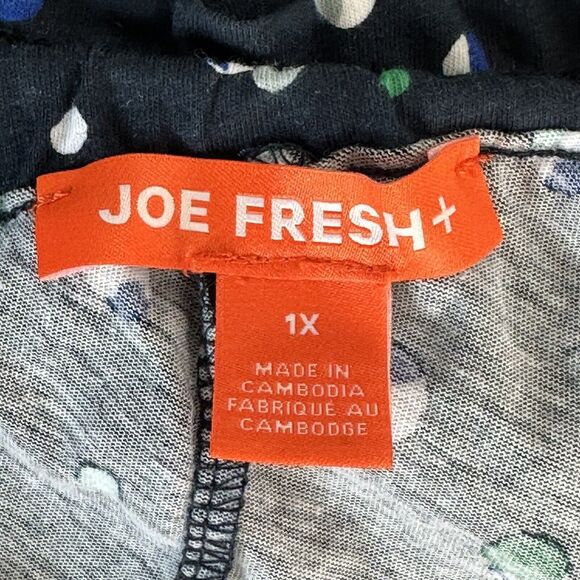 JOE FRESH+
1X
MADE IN
CAMBODIA
FABRIQUÉ AU
CAMBODGE